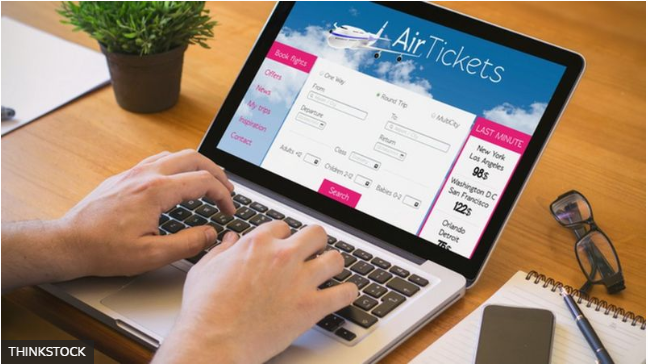 Air Tickets
Book flights
Offers
News
My trips
Inspiration
Contact
One Way
Round Trip
MultiCity
From
To
Departure
Return
Class
Adults +12
Children 2-12
Babies 0-2
Search
LAST MINUTE
New York
Los Angeles
98$
Washington D.C
San Francisco
122$
Orlando
Detroit
THINKSTOCK